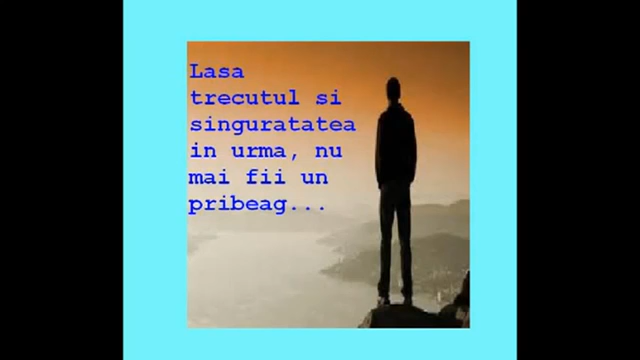 Lasa
trecutul si
singuratatea
in urma, nu
mai fii un
pribeag...